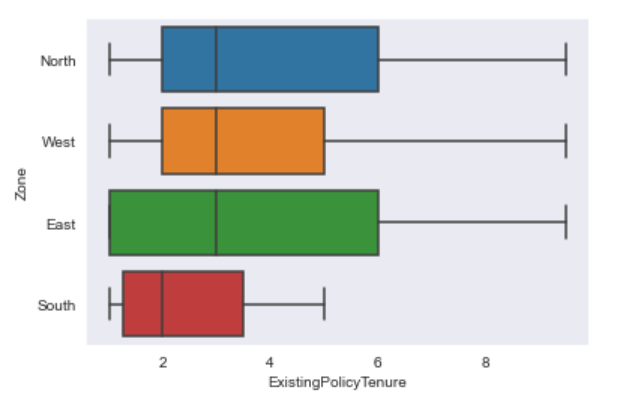 North
West
East
South
Zone
2 4 6 8
ExistingPolicyTenure